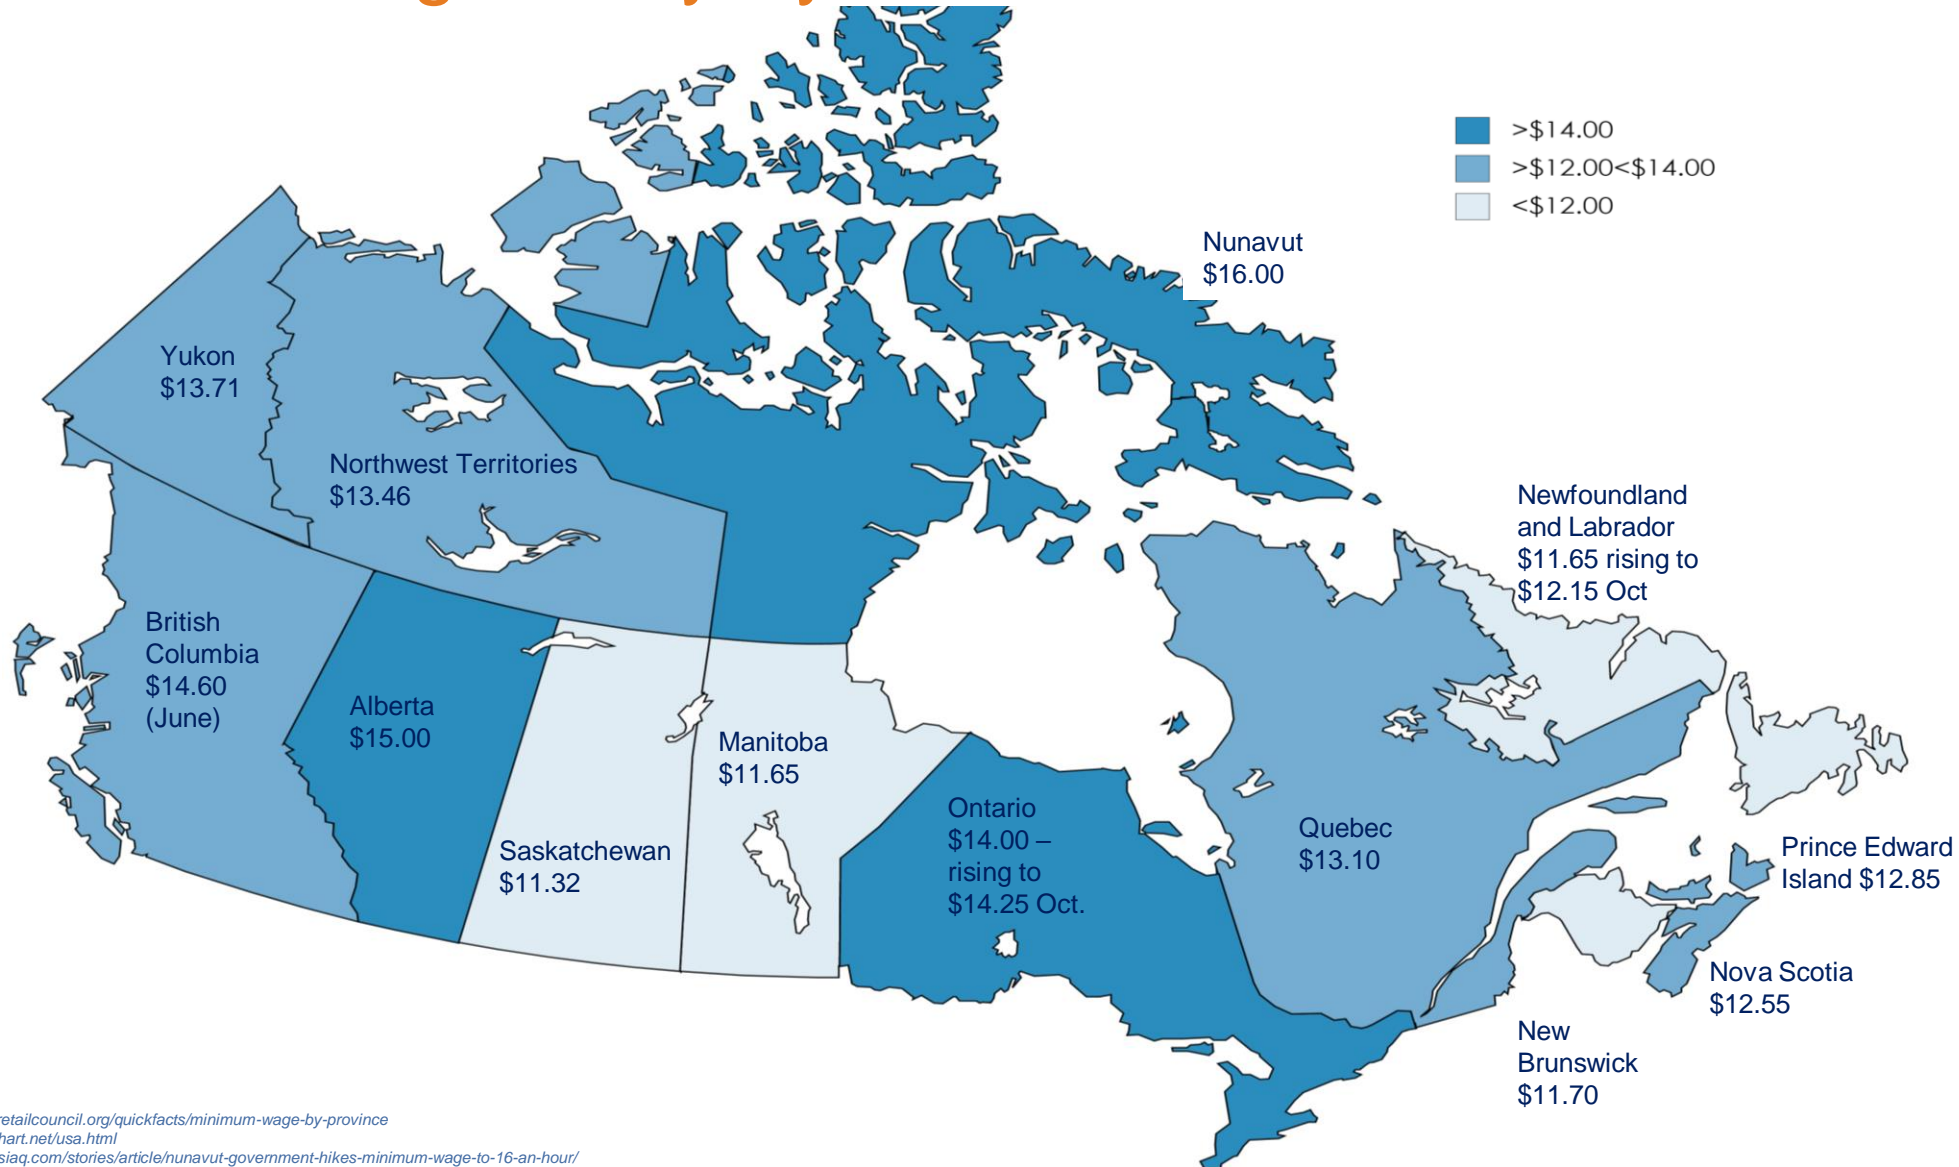 >$14.00
>$12.00<$14.00
<$12.00
Nunavut
$16.00
Yukon
$13.71
Northwest Territories
$13.46
Newfoundland
and Labrador
$11.65 rising to
$12.15 Oct
British
Columbia
$14.60
(June)
Alberta
$15.00
Manitoba
$11.65
Saskatchewan
$11.32
Ontario
$14.00 –
rising to
$14.25 Oct.
Quebec
$13.10
Prince Edward
Island $12.85
Nova Scotia
$12.55
New
Brunswick
$11.70
retailcouncil.org/quickfacts/minimum-wage-by-province
hart.net/usa.html
siaq.com/stories/article/nunavut-government-hikes-minimum-wage-to-16-an-hour/